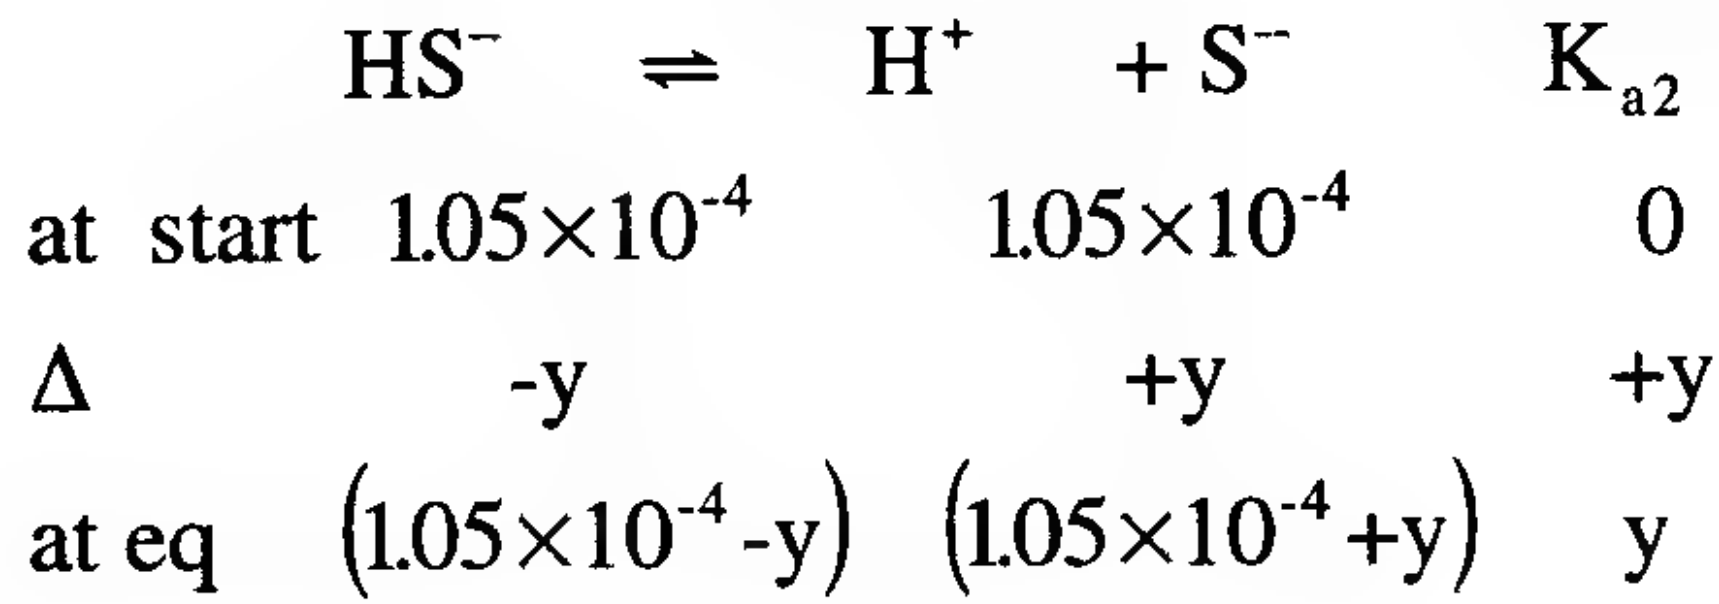 HS⁻ ⇌ H⁺ + S⁻⁻ Kₐ₂
at start 1.05×10⁻⁴ 1.05×10⁻⁴ 0
Δ -y +y +y
at eq (1.05×10⁻⁴ -y) (1.05×10⁻⁴ +y) y